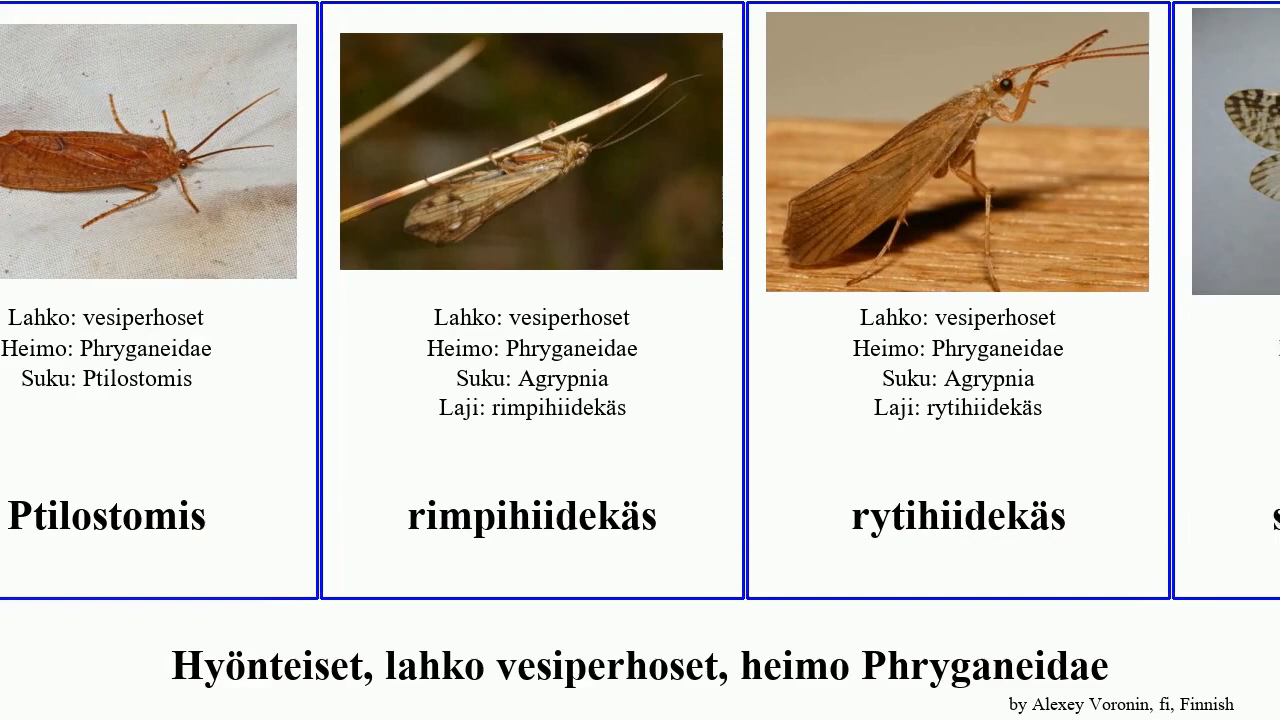 Lahko: vesiperhoset
Heimo: Phryganeidae
Suku: Ptilostomis
Ptilostomis
Lahko: vesiperhoset
Heimo: Phryganeidae
Suku: Agrypnia
Laji: rimpihiidekäs
rimpihiidekäs
Lahko: vesiperhoset
Heimo: Phryganeidae
Suku: Agrypnia
Laji: rytihiidekäs
rytihiidekäs
Hyönteiset, lahko vesiperhoset, heimo Phryganeidae
by Alexey Voronin, fi, Finnish